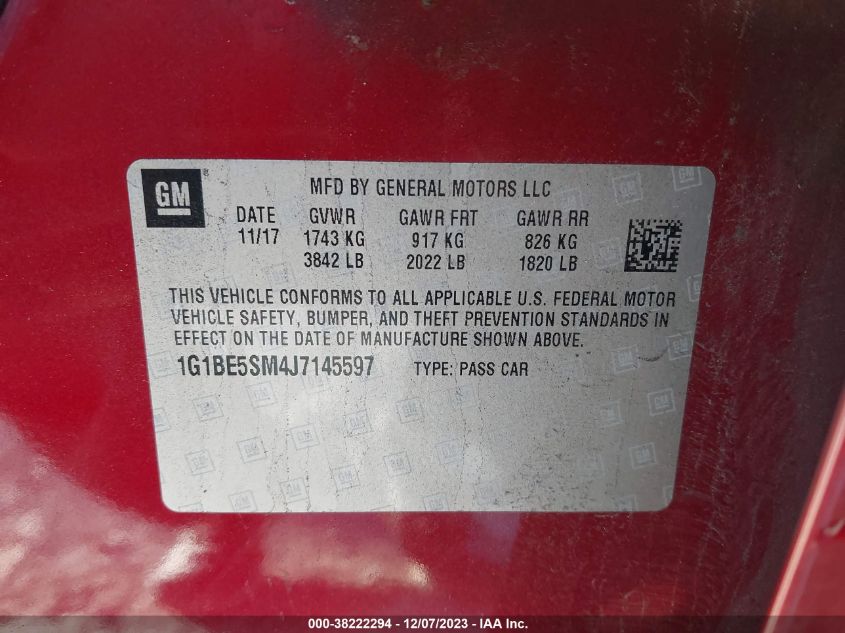 GM
MFD BY GENERAL MOTORS LLC
DATE GVWR GAWR FRT GAWR RR
11/17 1743 KG 917 KG 826 KG
3842 LB 2022 LB 1820 LB
THIS VEHICLE CONFORMS TO ALL APPLICABLE U.S. FEDERAL MOTOR
VEHICLE SAFETY, BUMPER, AND THEFT PREVENTION STANDARDS IN
EFFECT ON THE DATE OF MANUFACTURE SHOWN ABOVE.
1G1BE5SM4J7145597 TYPE: PASS CAR
000-38222294 - 12/07/2023 - IAA Inc.